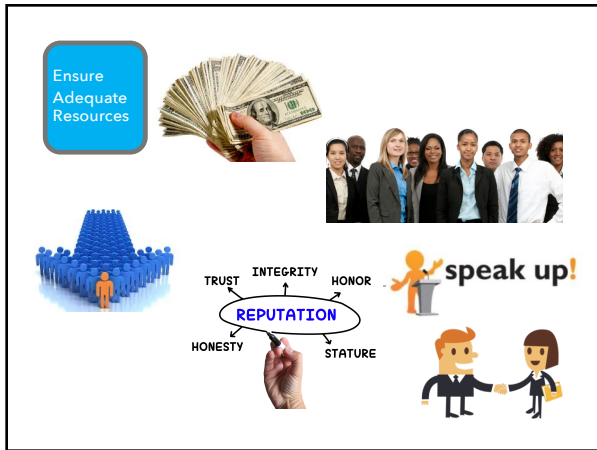 Ensure
Adequate
Resources
speak up!
INTEGRITY
TRUST
HONOR
REPUTATION
HONESTY
STATURE